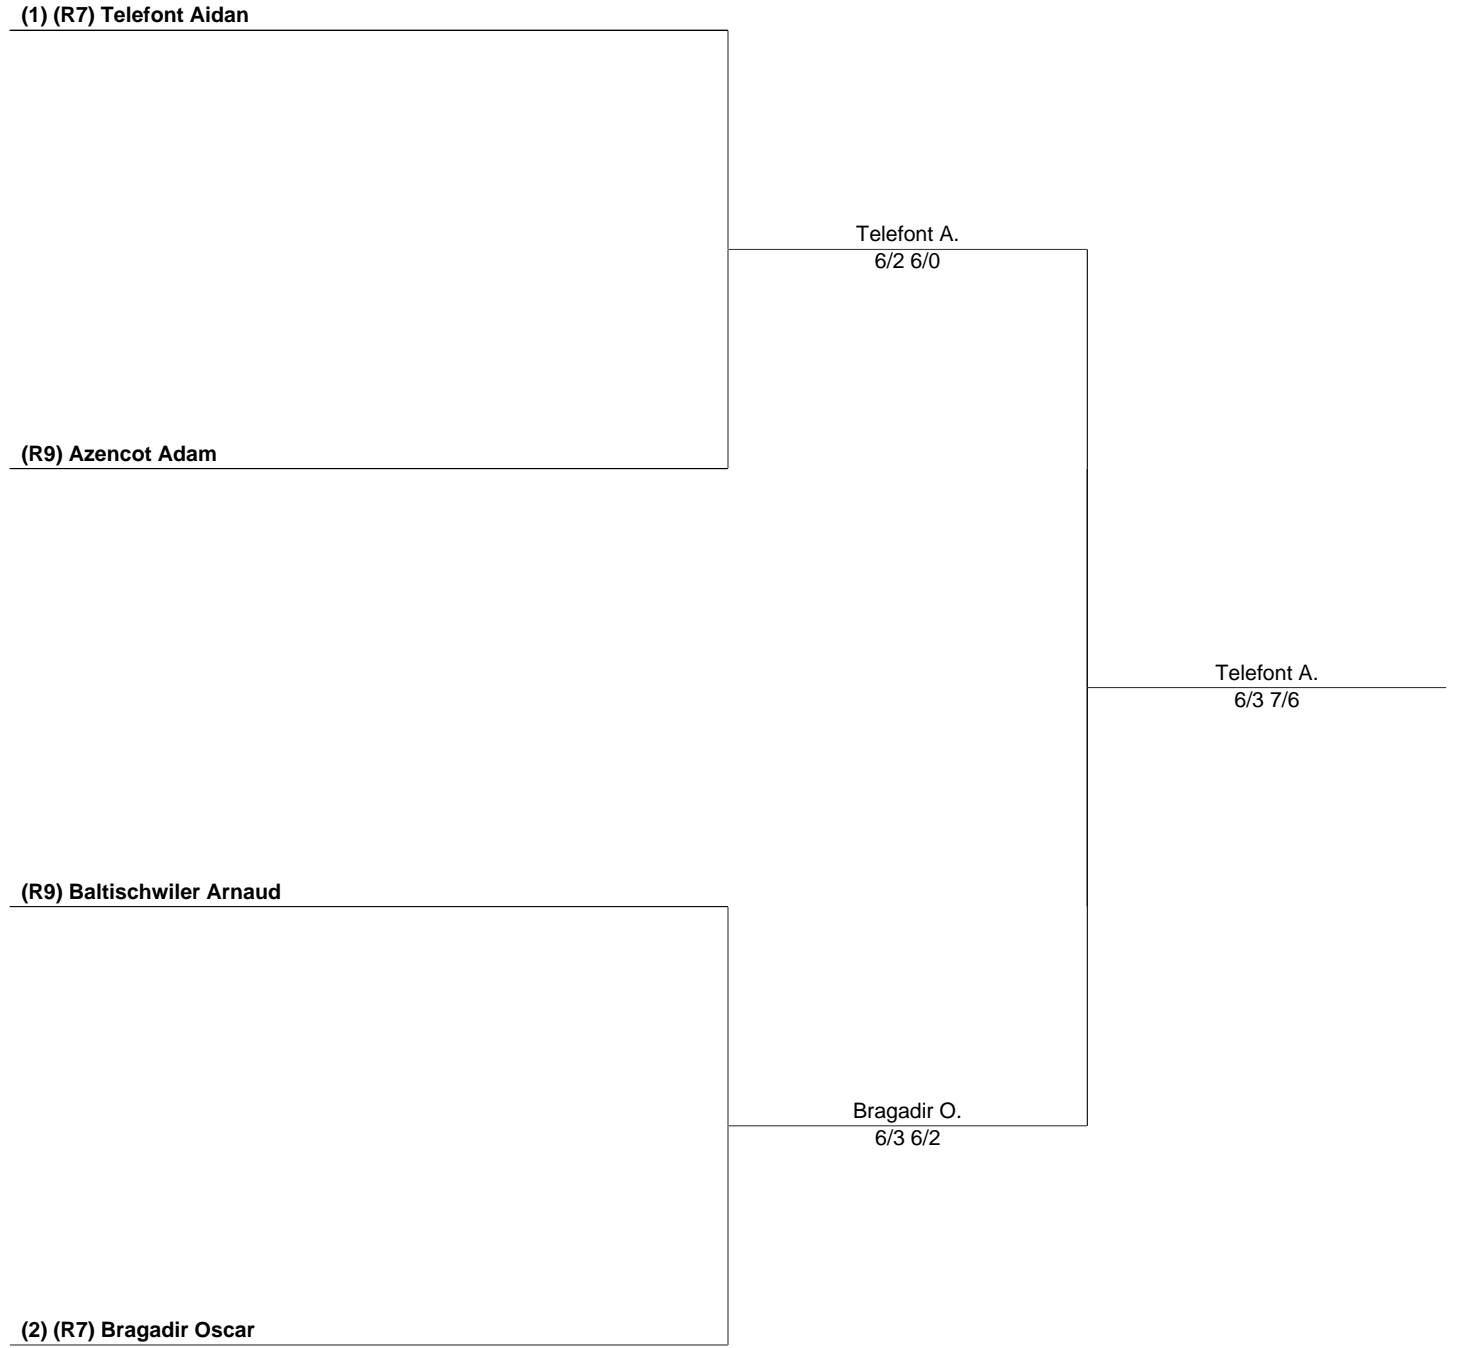 (1) (R7) Telefont Aidan
Telefont A.
6/2 6/0
(R9) Azencot Adam
Telefont A.
6/3 7/6
(R9) Baltischwiler Arnaud
Bragadir O.
6/3 6/2
(2) (R7) Bragadir Oscar